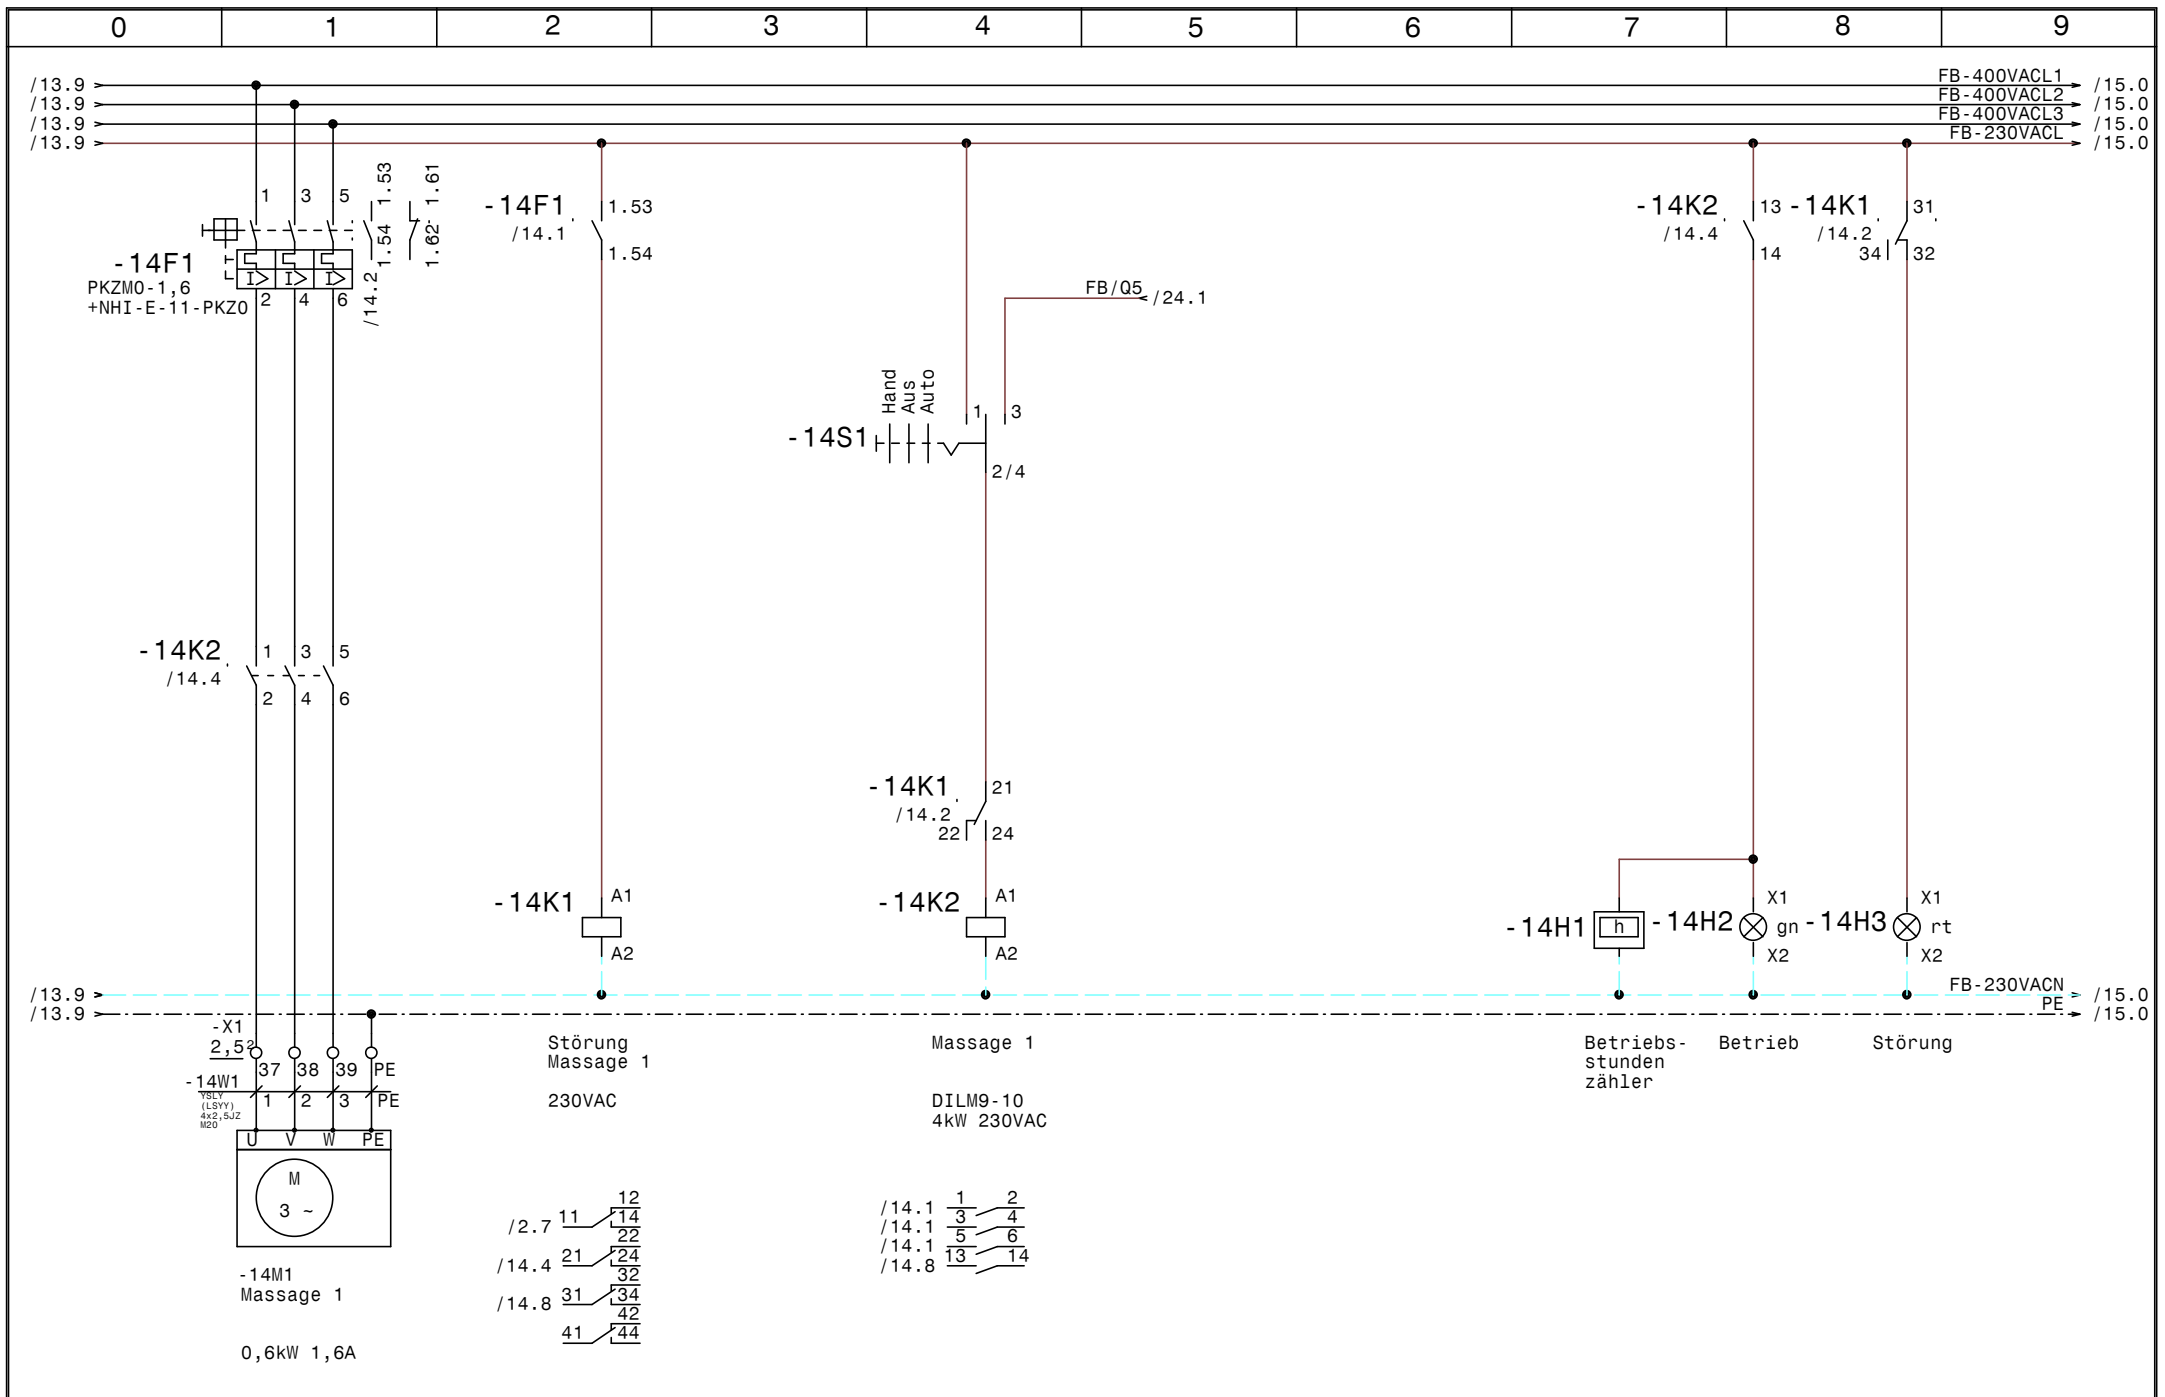 0 1 2 3 4 5 6 7 8 9
/13.9 FB-400VACL1 /15.0
/13.9 FB-400VACL2 /15.0
/13.9 FB-400VACL3 /15.0
/13.9 FB-230VACL /15.0
1 3 5 1.53 1.61
1.54 1.62
-14F1
PKZM0-1,6
+NHI-E-11-PKZ0
2 4 6 /14.2
-14F1 1.53
/14.1
1.54
-14K2 13
/14.4
14
-14K1 31
/14.2
34 32
FB/Q5 /24.1
Hand
Aus
Auto
-14S1
1 3
2/4
-14K2 1 3 5
/14.4
2 4 6
-14K1 21
/14.2
22 24
-14K1 A1
A2
-14K2 A1
A2
-14H1 h
-14H2 X1
gn
X2
-14H3 X1
rt
X2
/13.9 FB-230VACN /15.0
/13.9 PE /15.0
-X1
2,5²
37 38 39 PE
-14W1
YSLY
(LSYY)
4x2,5JZ
M20
1 2 3 PE
U V W PE
M
3 ~
-14M1
Massage 1
0,6kW 1,6A
Störung
Massage 1
230VAC
Massage 1
DILM9-10
4kW 230VAC
Betriebs-
stunden
zähler
Betrieb
Störung
12
/2.7 11 14
22
/14.4 21 24
32
/14.8 31 34
42
41 44
/14.1 1 2
/14.1 3 4
/14.1 5 6
/14.8 13 14